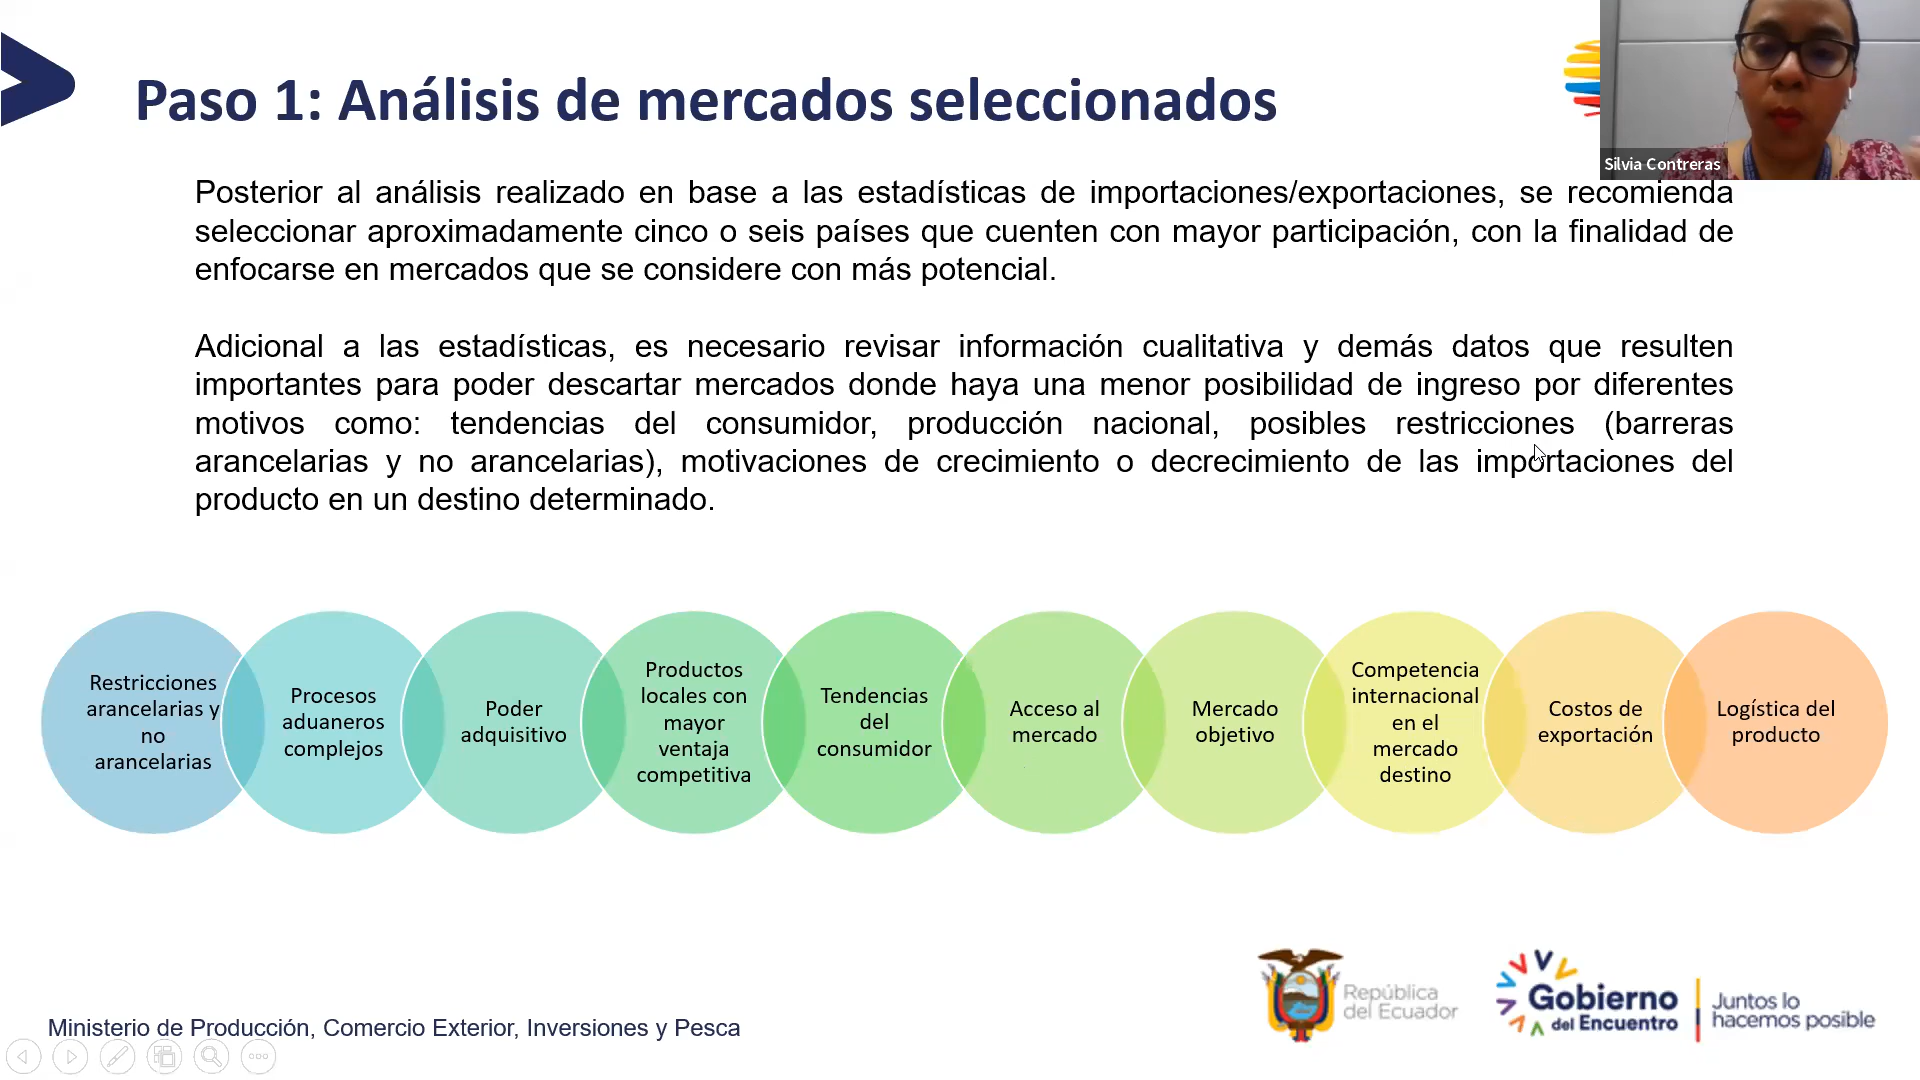 Paso 1: Análisis de mercados seleccionados
Silvia Contreras
Posterior al análisis realizado en base a las estadísticas de importaciones/exportaciones, se recomienda
seleccionar aproximadamente cinco o seis países que cuenten con mayor participación, con la finalidad de
enfocarse en mercados que se considere con más potencial.
Adicional a las estadísticas, es necesario revisar información cualitativa y demás datos que resulten
importantes para poder descartar mercados donde haya una menor posibilidad de ingreso por diferentes
motivos como: tendencias del consumidor, producción nacional, posibles restricciones (barreras
arancelarias y no arancelarias), motivaciones de crecimiento o decrecimiento de las importaciones del
producto en un destino determinado.
Restricciones
arancelarias y
no
arancelarias
Procesos
aduaneros
complejos
Poder
adquisitivo
Productos
locales con
mayor
ventaja
competitiva
Tendencias
del
consumidor
Acceso al
mercado
Mercado
objetivo
Competencia
internacional
en el
mercado
destino
Costos de
exportación
Logística del
producto
República
del Ecuador
Gobierno
del Encuentro
Juntos lo
hacemos posible
Ministerio de Producción, Comercio Exterior, Inversiones y Pesca